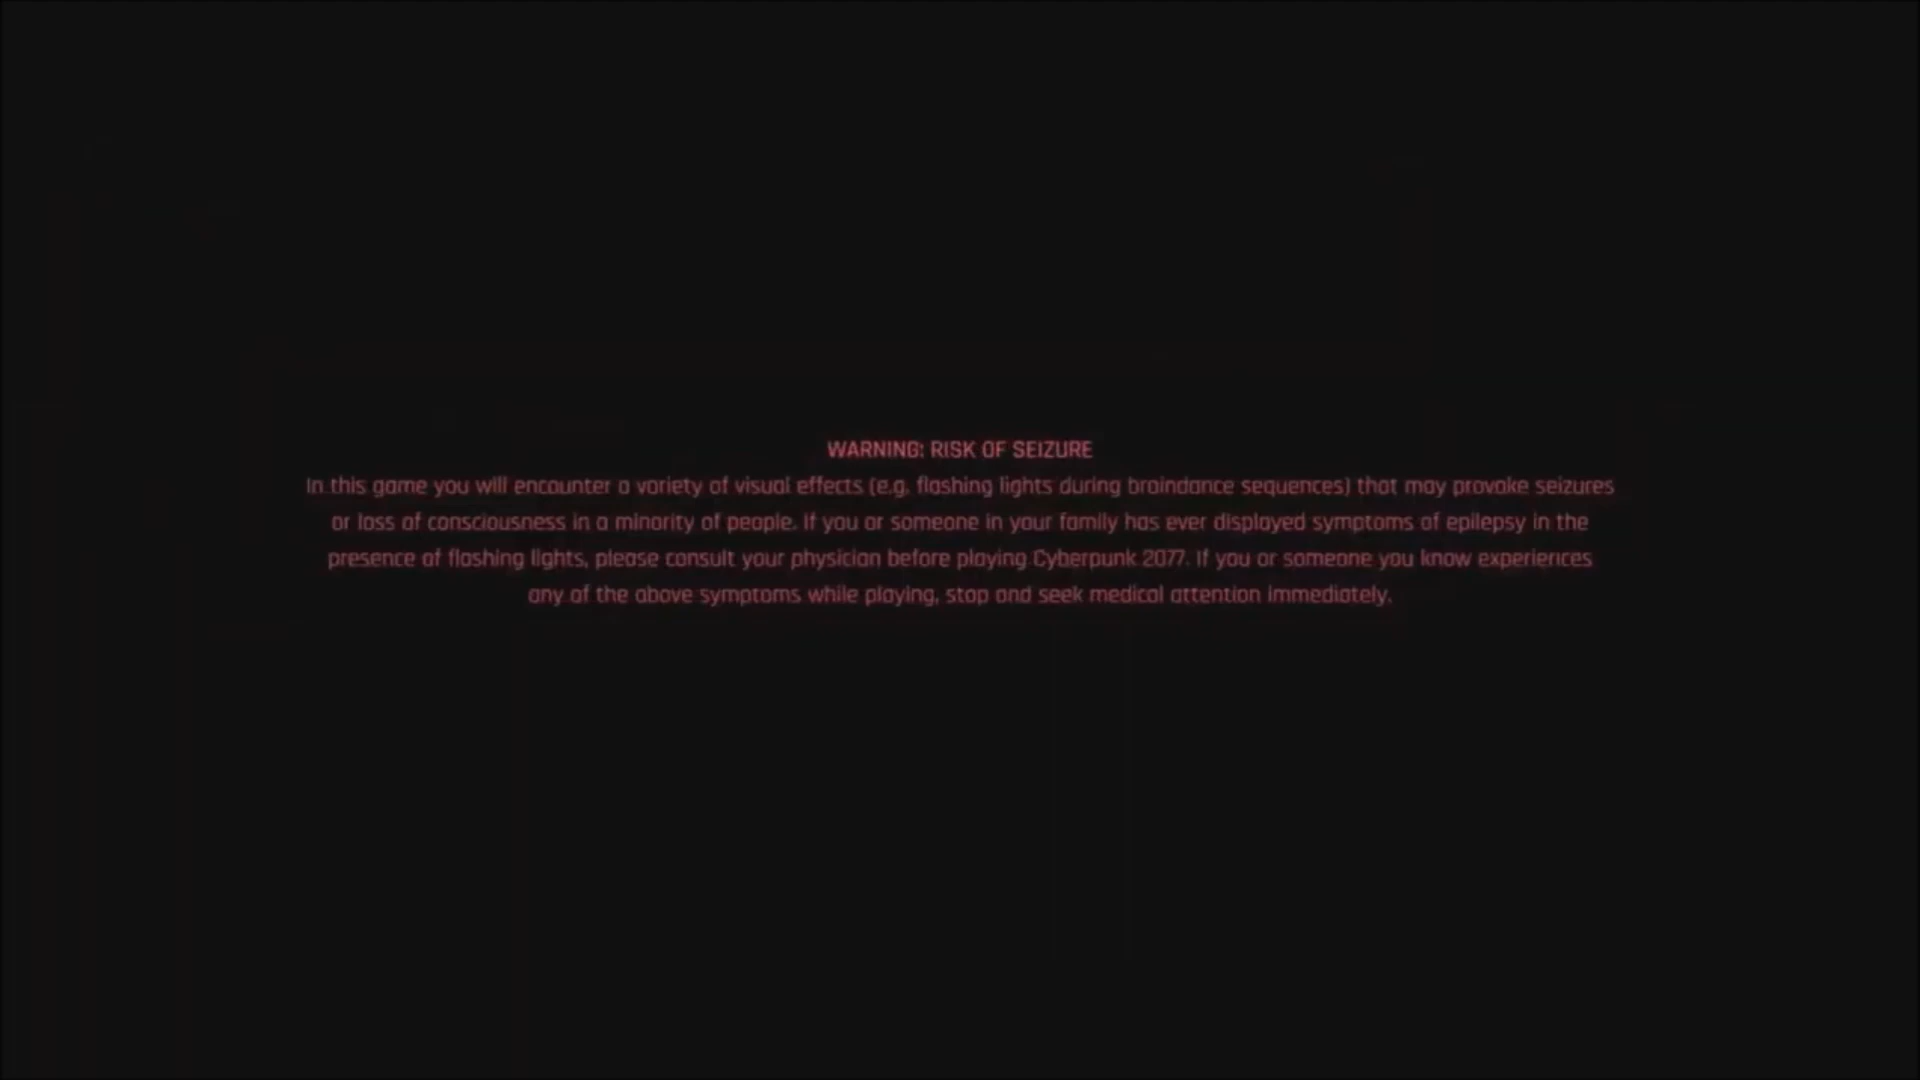 WARNING: RISK OF SEIZURE
In this game you will encounter a variety of visual effects (e.g. flashing lights during braindance sequences) that may provoke seizures
or loss of consciousness in a minority of people. If you or someone in your family has ever displayed symptoms of epilepsy in the
presence of flashing lights, please consult your physician before playing Cyberpunk 2077. If you or someone you know experiences
any of the above symptoms while playing, stop and seek medical attention immediately.